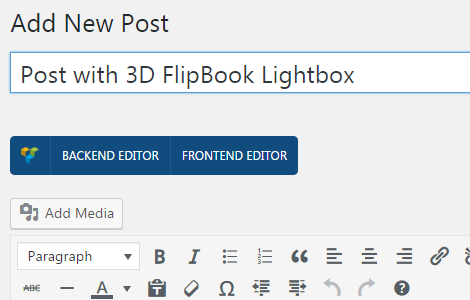 Add New Post
Post with 3D FlipBook Lightbox
BACKEND EDITOR FRONTEND EDITOR
Add Media
Paragraph B I
ABC A Ω ?